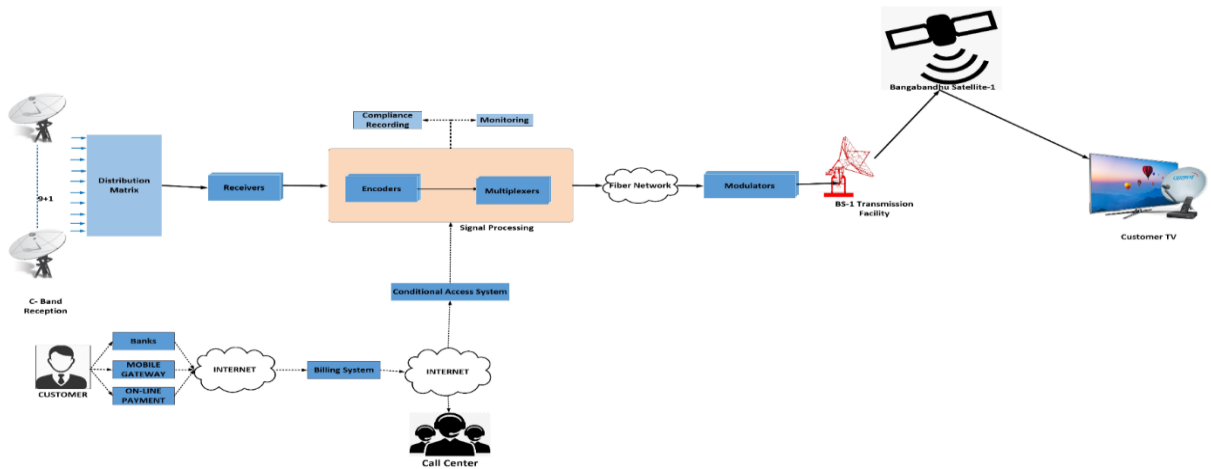 Bangabandhu Satellite-1
Compliance
Recording
Monitoring
Distribution
Matrix
Receivers
Encoders
Multiplexers
Fiber Network
Modulators
9+1
BS-1 Transmission
Facility
Signal Processing
Customer TV
C- Band
Reception
Conditional Access System
Banks
MOBILE
GATEWAY
ON-LINE
PAYMENT
CUSTOMER
INTERNET
Billing System
INTERNET
Call Center